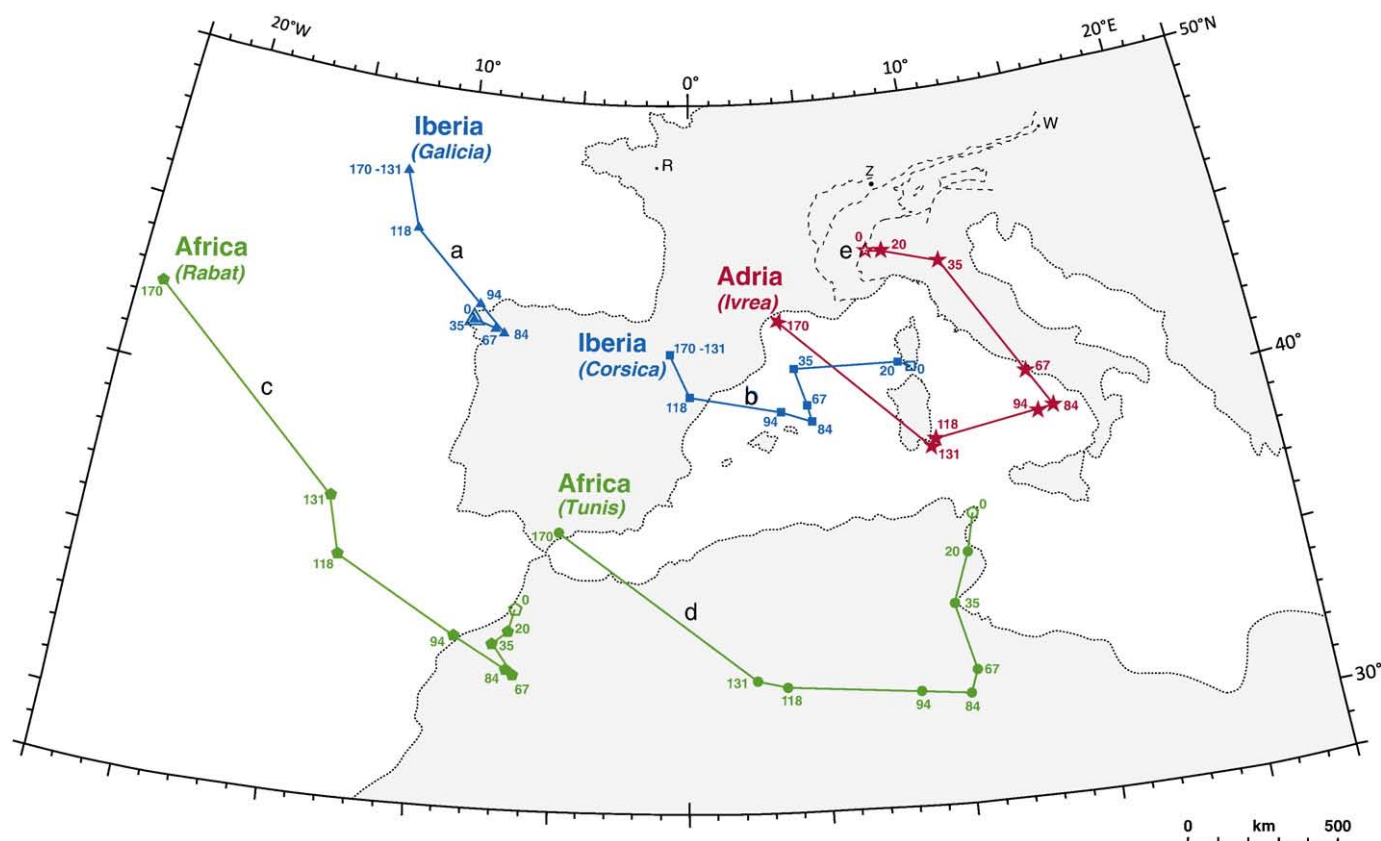 20°W
10°
0°
10°
20°E
50°N
Iberia
(Galicia)
170 -131
118
a
94
0
35
67
84
Africa
(Rabat)
170
c
131
118
94
0
20
35
84
67
R
W
Z
0
e
20
35
Adria
(Ivrea)
170
67
94
84
118
131
40°
Iberia
(Corsica)
170 -131
118
b
35
20
0
67
94
84
Africa
(Tunis)
170
d
131
118
94
84
67
35
20
0
30°
0 km 500